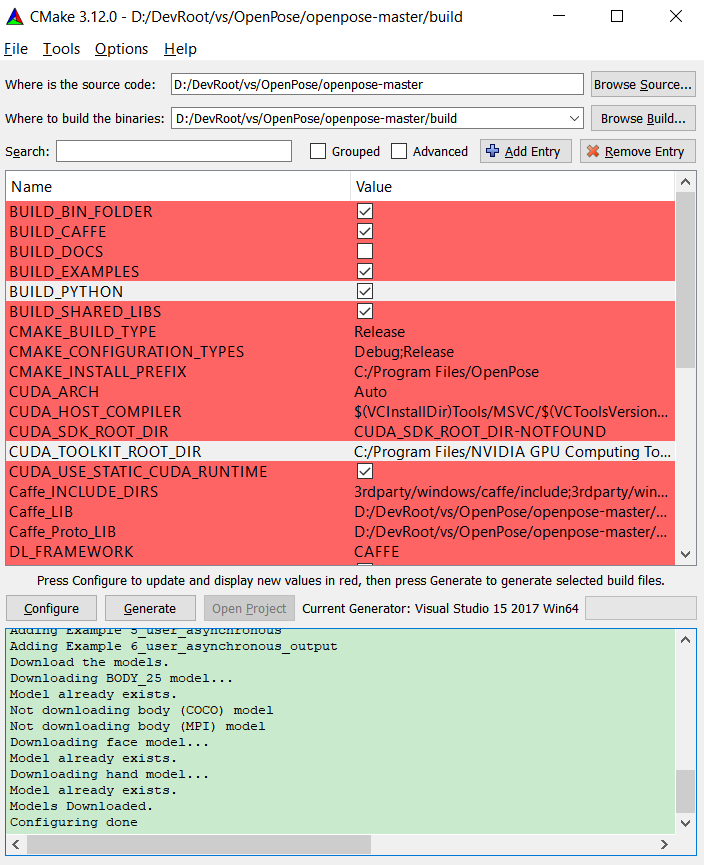 CMake 3.12.0 - D:/DevRoot/vs/OpenPose/openpose-master/build
File Tools Options Help
Where is the source code: D:/DevRoot/vs/OpenPose/openpose-master Browse Source...
Where to build the binaries: D:/DevRoot/vs/OpenPose/openpose-master/build Browse Build...
Search: Grouped Advanced Add Entry Remove Entry
Name Value
BUILD_BIN_FOLDER
BUILD_CAFFE
BUILD_DOCS
BUILD_EXAMPLES
BUILD_PYTHON
BUILD_SHARED_LIBS
CMAKE_BUILD_TYPE Release
CMAKE_CONFIGURATION_TYPES Debug;Release
CMAKE_INSTALL_PREFIX C:/Program Files/OpenPose
CUDA_ARCH Auto
CUDA_HOST_COMPILER $(VCInstallDir)Tools/MSVC/$(VCToolsVersion...
CUDA_SDK_ROOT_DIR CUDA_SDK_ROOT_DIR-NOTFOUND
CUDA_TOOLKIT_ROOT_DIR C:/Program Files/NVIDIA GPU Computing To...
CUDA_USE_STATIC_CUDA_RUNTIME
Caffe_INCLUDE_DIRS 3rdparty/windows/caffe/include;3rdparty/win...
Caffe_LIB D:/DevRoot/vs/OpenPose/openpose-master/...
Caffe_Proto_LIB D:/DevRoot/vs/OpenPose/openpose-master/...
DL_FRAMEWORK CAFFE
Press Configure to update and display new values in red, then press Generate to generate selected build files.
Configure Generate Open Project Current Generator: Visual Studio 15 2017 Win64
Adding Example 5_user_asynchronous
Adding Example 6_user_asynchronous_output
Download the models.
Downloading BODY_25 model...
Model already exists.
Not downloading body (COCO) model
Not downloading body (MPI) model
Downloading face model...
Model already exists.
Downloading hand model...
Model already exists.
Models Downloaded.
Configuring done